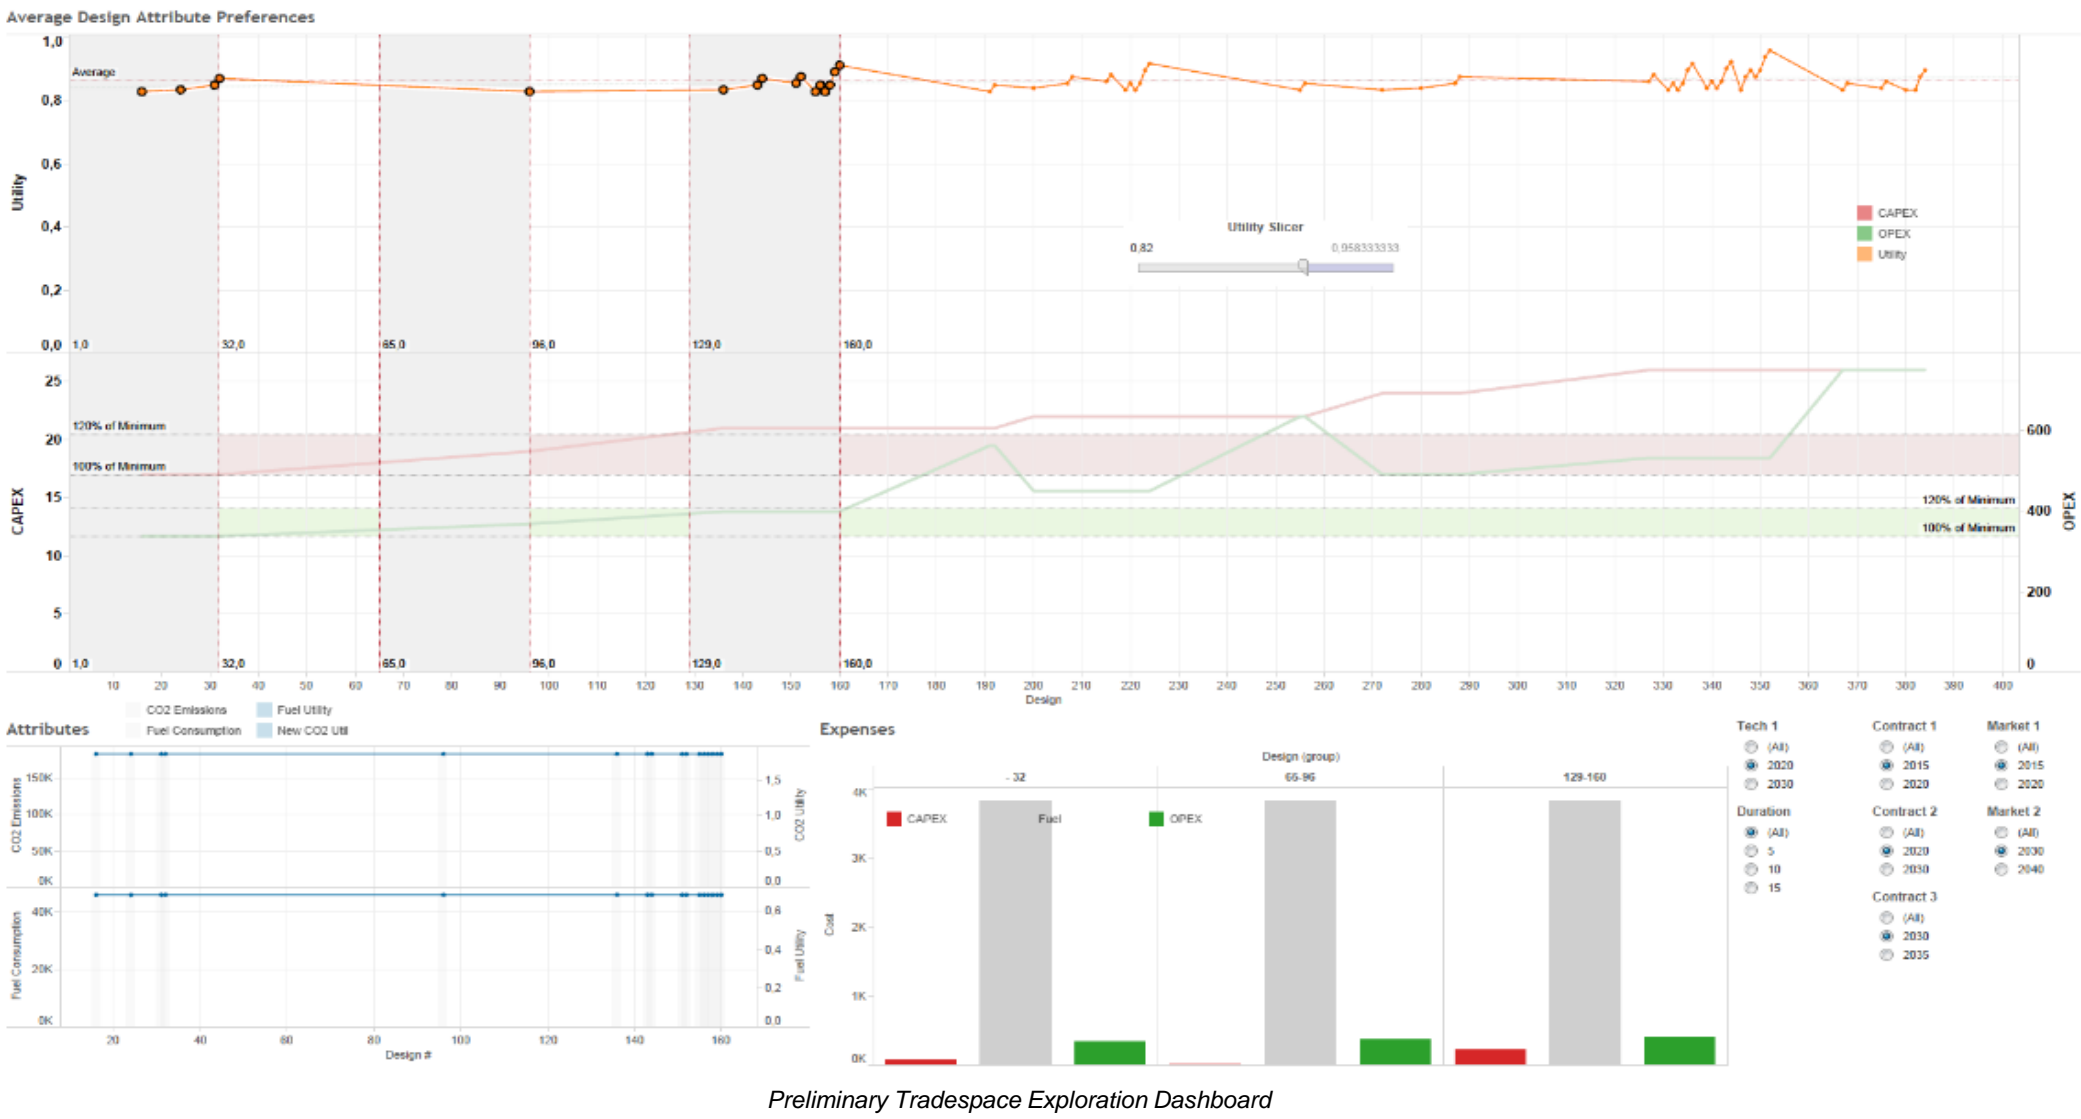 Average Design Attribute Preferences
1,0
Average
0,8
0,6
Utility
0,4
0,2
0,0
1,0
32,0
65,0
96,0
129,0
160,0
Utility Slicer
0,82
0,958333333
CAPEX
OPEX
Utility
25
120% of Minimum
20
100% of Minimum
15
CAPEX
10
5
0
1,0
32,0
65,0
96,0
129,0
160,0
600
120% of Minimum
400
100% of Minimum
OPEX
200
0
10 20 30 40 50 60 70 80 90 100 110 120 130 140 150 160 170 180 190 200 210 220 230 240 250 260 270 280 290 300 310 320 330 340 350 360 370 380 390 400
Design
CO2 Emissions
Fuel Utility
Fuel Consumption
New CO2 Util
Attributes
150K
100K
50K
0K
CO2 Emissions
1,5
1,0
0,5
0,0
CO2 Utility
40K
20K
0K
Fuel Consumption
0,6
0,4
0,2
0,0
Fuel Utility
20 40 60 80 100 120 140 160
Design #
Expenses
Design (group)
- 32
65-96
129-160
4K
3K
2K
1K
0K
Cost
CAPEX
Fuel
OPEX
Tech 1
(All)
2020
2030
Contract 1
(All)
2015
2020
Market 1
(All)
2015
2020
Duration
(All)
5
10
15
Contract 2
(All)
2020
2030
Market 2
(All)
2030
2040
Contract 3
(All)
2030
2035
Preliminary Tradespace Exploration Dashboard